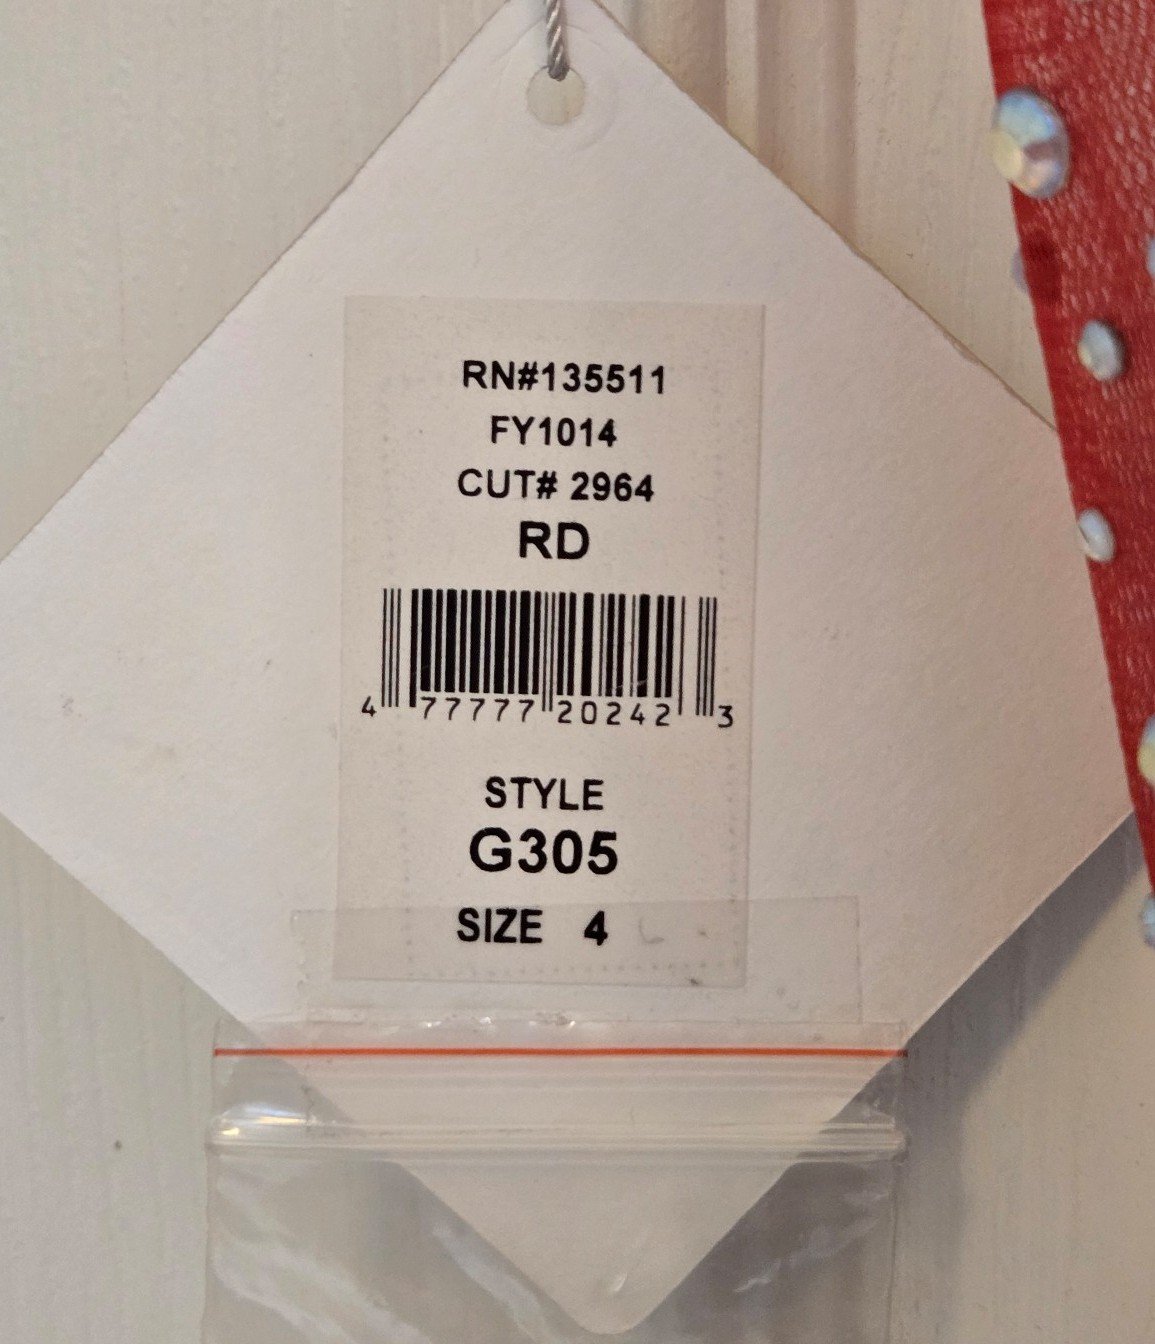 RN#135511
FY1014
CUT# 2964
RD
4 77777 20242 3
STYLE
G305
SIZE 4